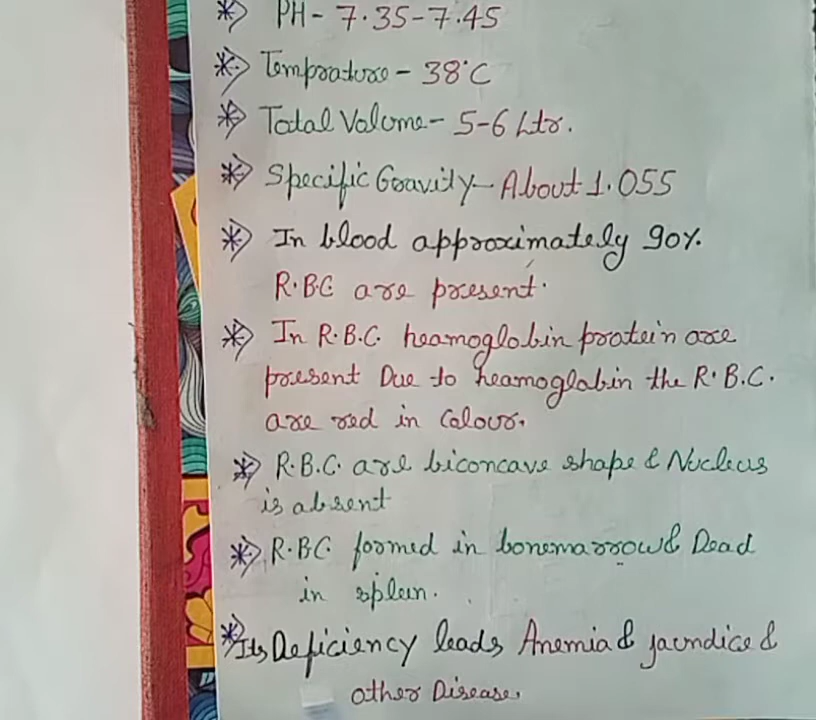 PH - 7.35-7.45
Temprature - 38°C
Total Volume - 5-6 Ltr.
Specific Gravity - About 1.055
In blood approximately 90%
R.B.C are present.
In R.B.C. heamoglobin protein are
present Due to heamoglabin the R.B.C.
are red in Colour.
R.B.C. are biconcave shape & Nucleus
is absent
R.B.C. formed in bonemarrow & Dead
in spleen.
Its Deficiency leads Anemia & jaundice &
other Disease.